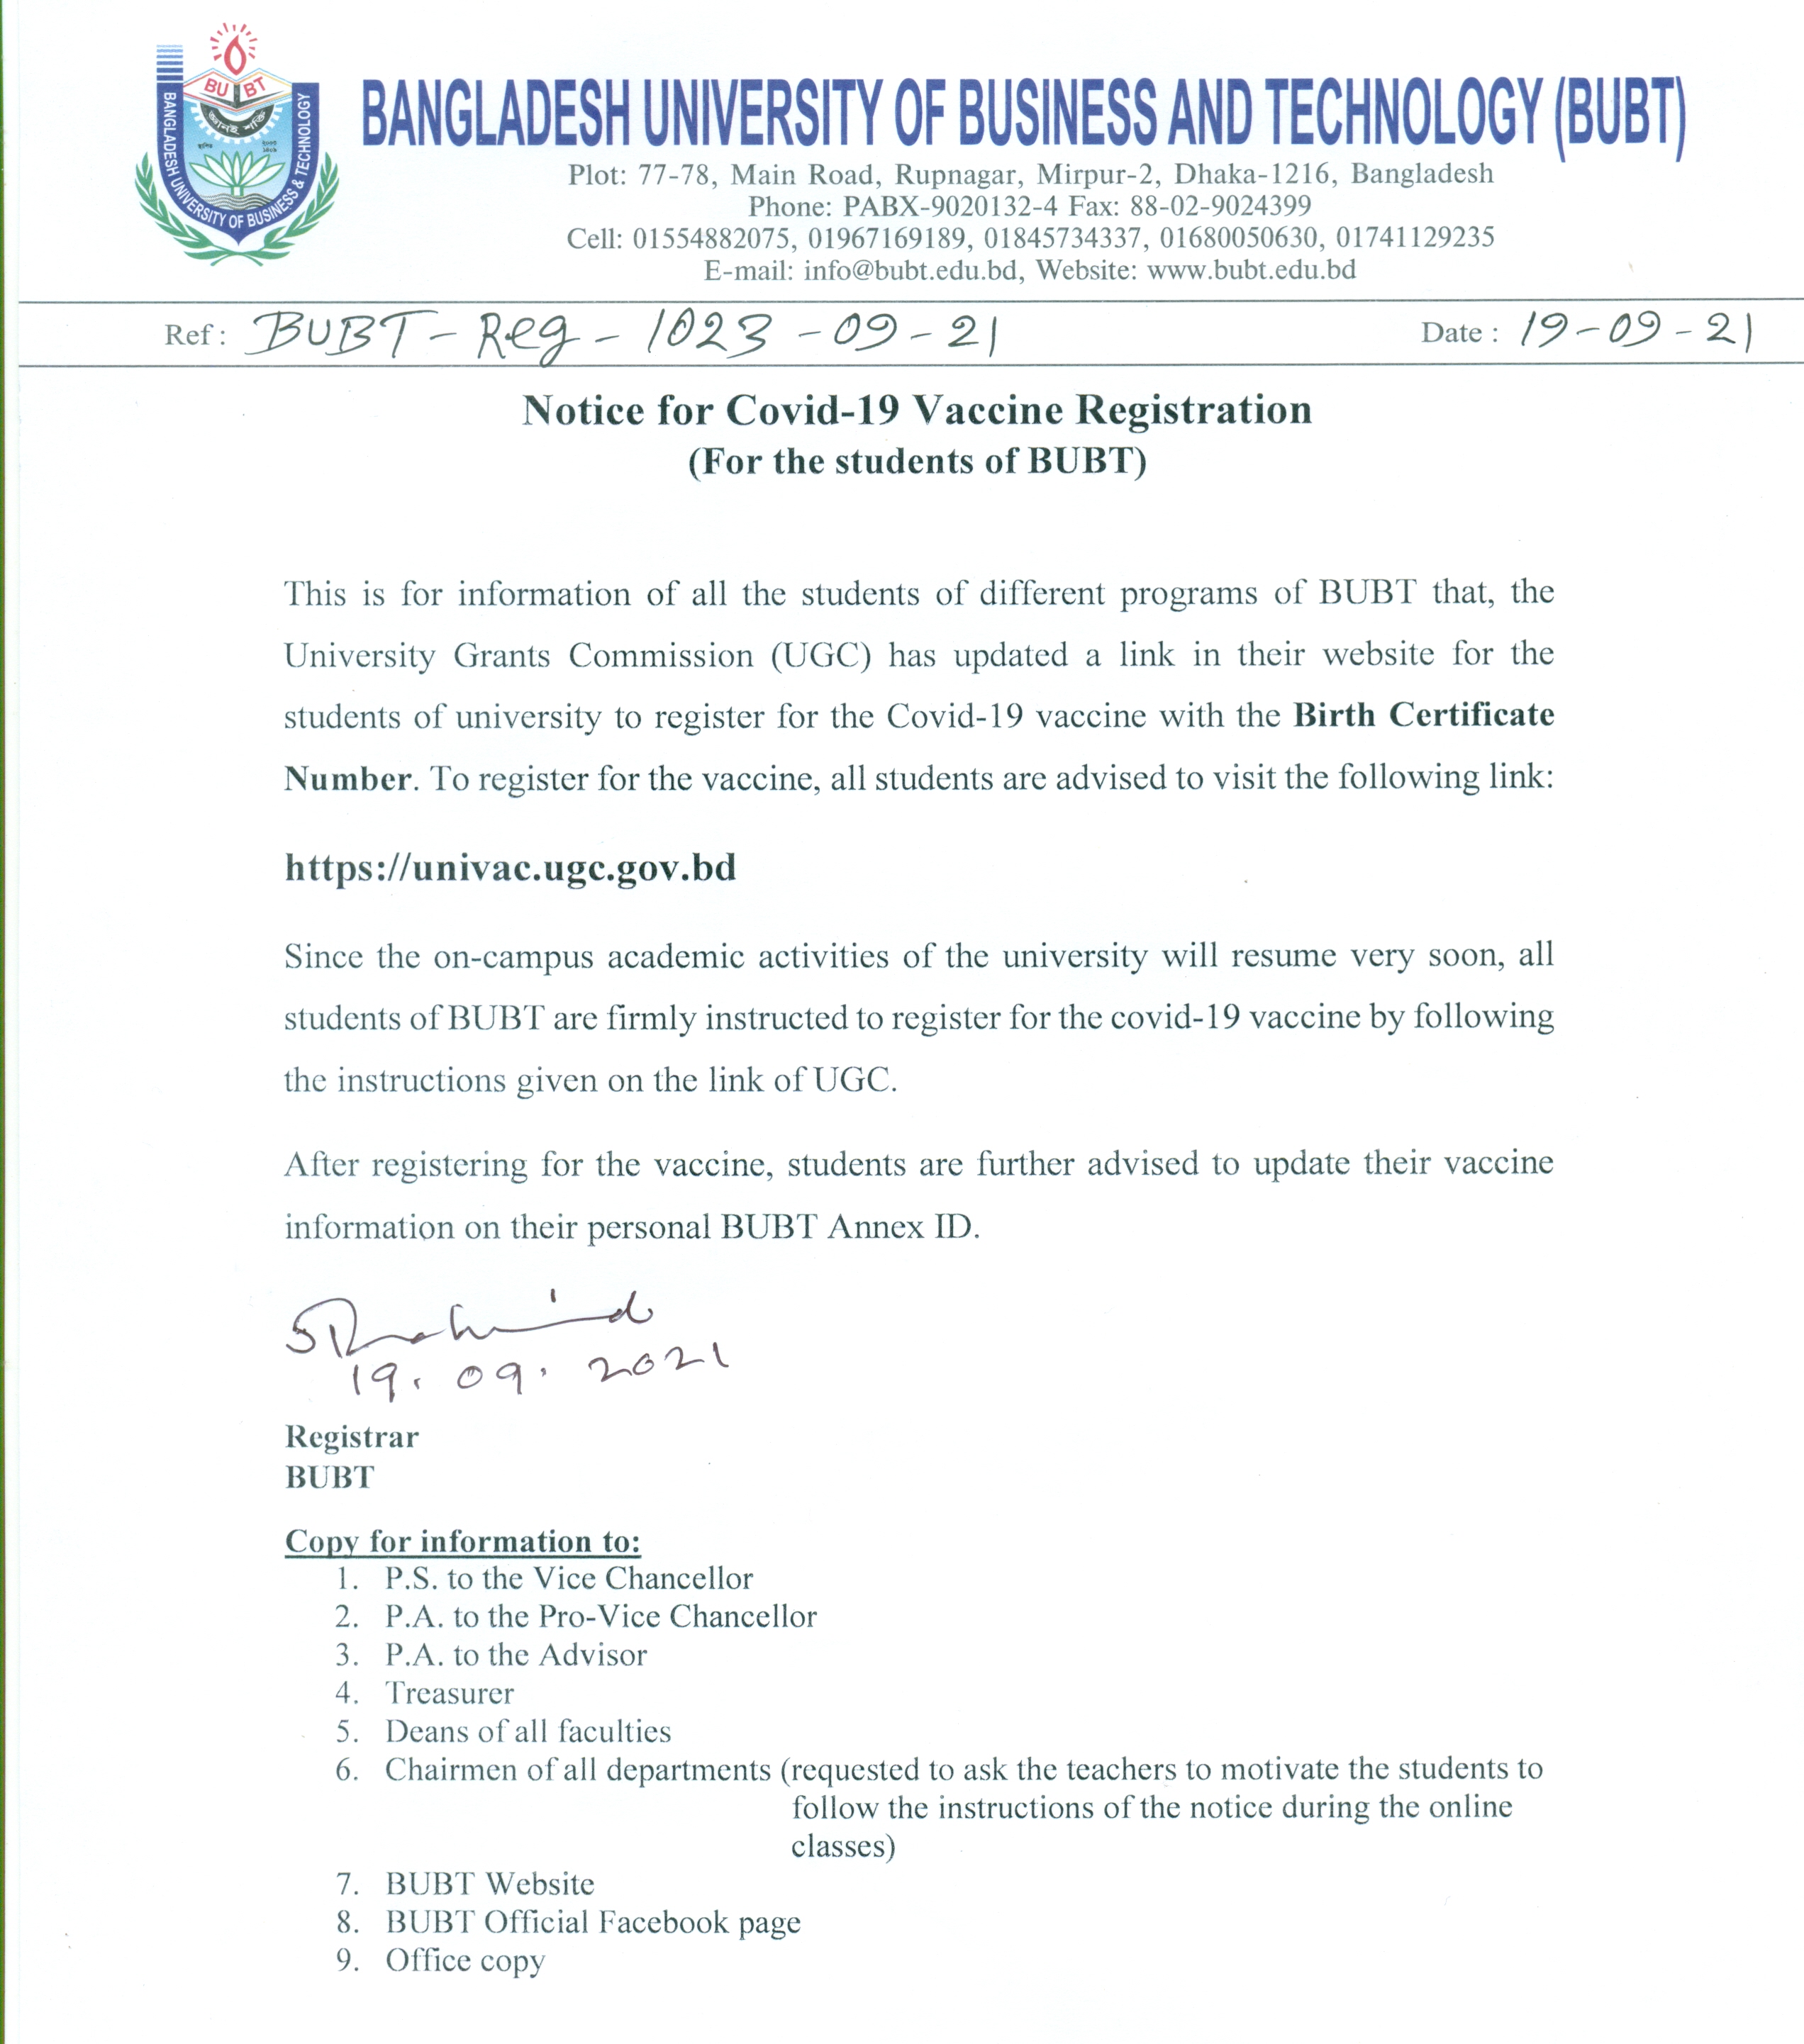 BU BT
জ্ঞানই শক্তি
BANGLADESH UNIVERSITY OF BUSINESS & TECHNOLOGY
BANGLADESH UNIVERSITY OF BUSINESS AND TECHNOLOGY (BUBT)
Plot: 77-78, Main Road, Rupnagar, Mirpur-2, Dhaka-1216, Bangladesh
Phone: PABX-9020132-4 Fax: 88-02-9024399
Cell: 01554882075, 01967169189, 01845734337, 01680050630, 01741129235
E-mail: info@bubt.edu.bd, Website: www.bubt.edu.bd
Ref : BUBT - Reg - 1023 - 09 - 21 Date : 19-09-21
Notice for Covid-19 Vaccine Registration
(For the students of BUBT)
This is for information of all the students of different programs of BUBT that, the
University Grants Commission (UGC) has updated a link in their website for the
students of university to register for the Covid-19 vaccine with the Birth Certificate
Number. To register for the vaccine, all students are advised to visit the following link:
https://univac.ugc.gov.bd
Since the on-campus academic activities of the university will resume very soon, all
students of BUBT are firmly instructed to register for the covid-19 vaccine by following
the instructions given on the link of UGC.
After registering for the vaccine, students are further advised to update their vaccine
information on their personal BUBT Annex ID.
19.09.2021
Registrar
BUBT
Copy for information to:
1. P.S. to the Vice Chancellor
2. P.A. to the Pro-Vice Chancellor
3. P.A. to the Advisor
4. Treasurer
5. Deans of all faculties
6. Chairmen of all departments (requested to ask the teachers to motivate the students to
follow the instructions of the notice during the online
classes)
7. BUBT Website
8. BUBT Official Facebook page
9. Office copy